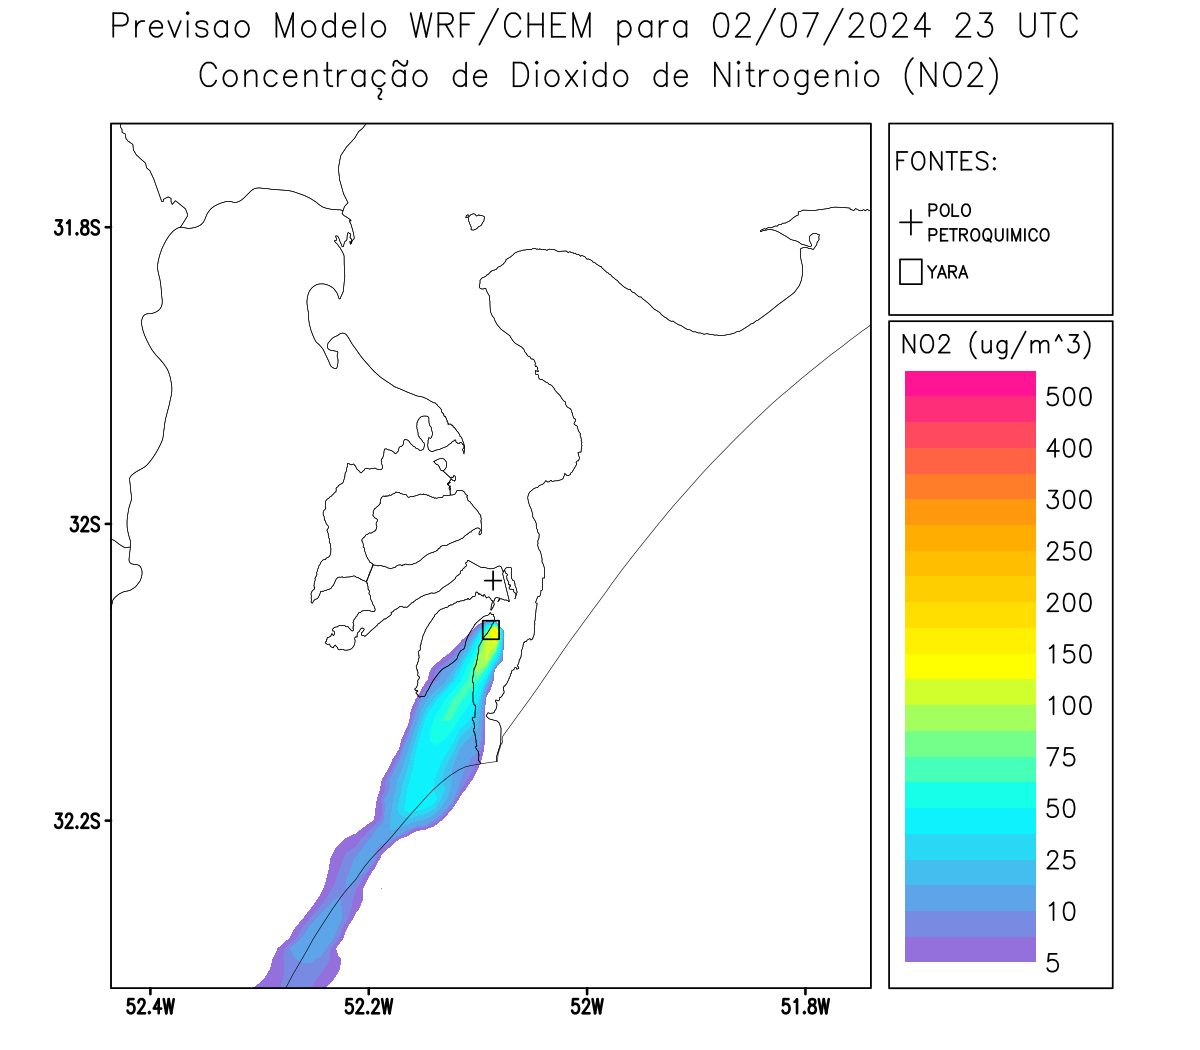 Previsao Modelo WRF/CHEM para 02/07/2024 23 UTC
Concentração de Dioxido de Nitrogenio (NO2)
FONTES:
POLO
PETROQUIMICO
YARA
NO2 (ug/m^3)
500
400
300
250
200
150
100
75
50
25
10
5
31.8S
32S
32.2S
52.4W
52.2W
52W
51.8W